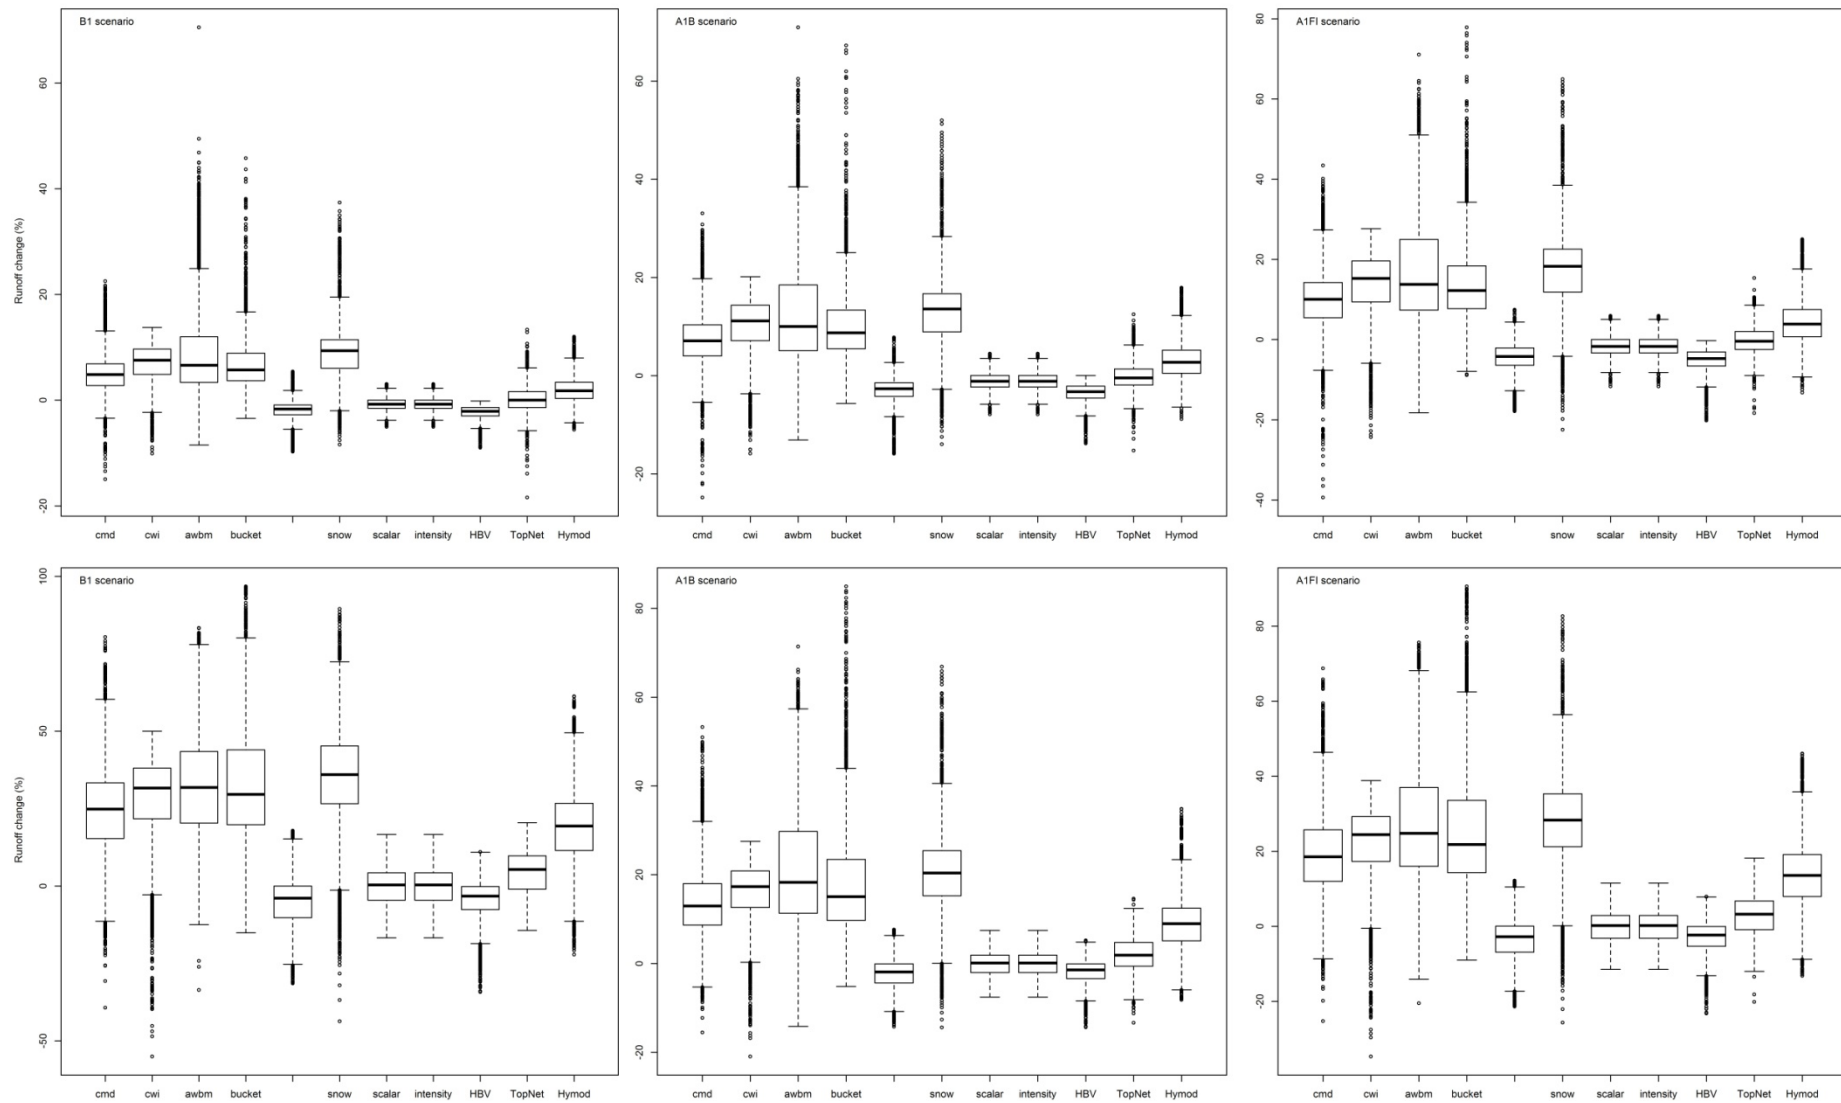 B1 scenario
Runoff change (%)
60
40
20
0
-20
cmd cwi awbm bucket snow scalar intensity HBV TopNet Hymod
A1B scenario
60
40
20
0
-20
cmd cwi awbm bucket snow scalar intensity HBV TopNet Hymod
A1FI scenario
80
60
40
20
0
-20
-40
cmd cwi awbm bucket snow scalar intensity HBV TopNet Hymod
B1 scenario
Runoff change (%)
100
50
0
-50
cmd cwi awbm bucket snow scalar intensity HBV TopNet Hymod
A1B scenario
80
60
40
20
0
-20
cmd cwi awbm bucket snow scalar intensity HBV TopNet Hymod
A1FI scenario
80
60
40
20
0
-20
cmd cwi awbm bucket snow scalar intensity HBV TopNet Hymod